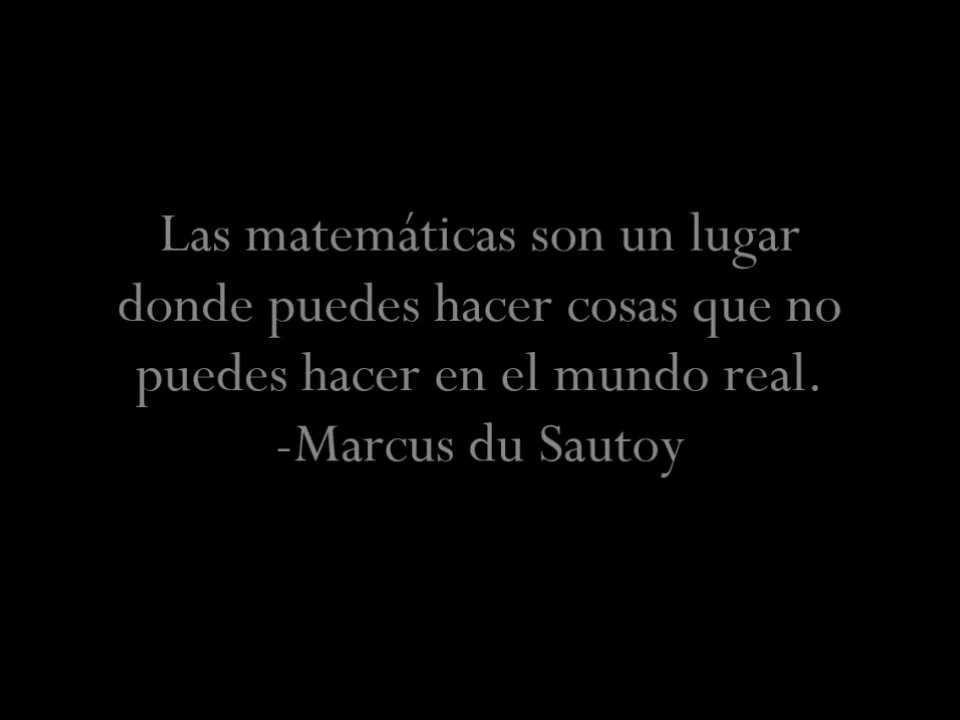 Las matemáticas son un lugar
donde puedes hacer cosas que no
puedes hacer en el mundo real.
-Marcus du Sautoy